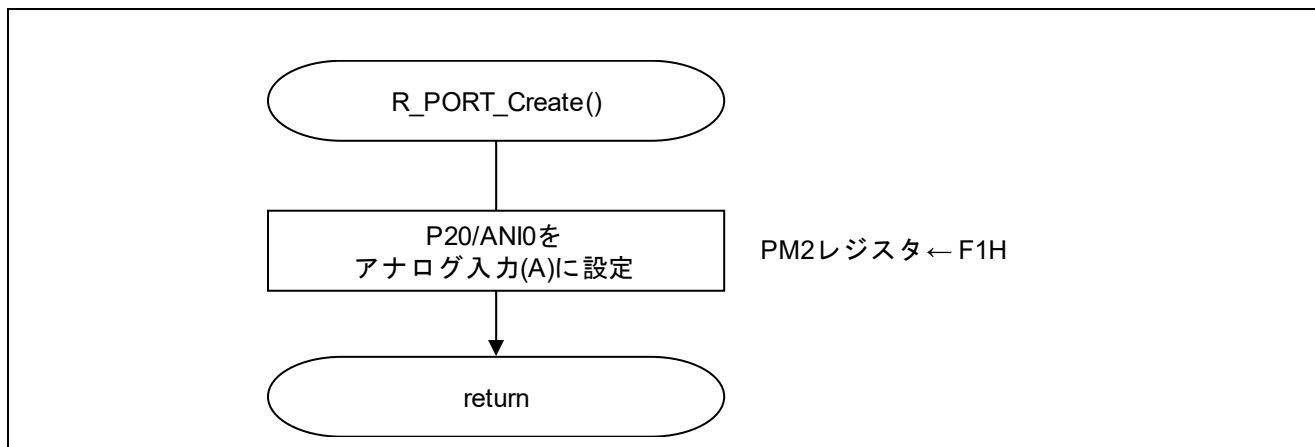 R_PORT_Create()
P20/ANI0を
アナログ入力(A)に設定
PM2レジスタ← F1H
return